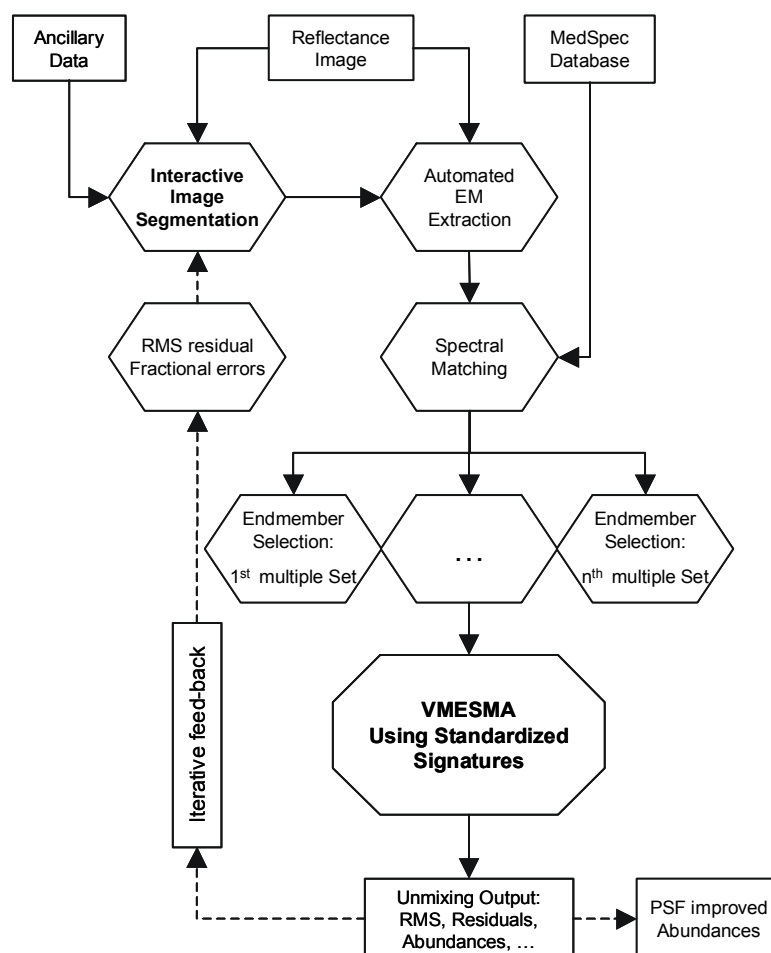 Ancillary
Data
Reflectance
Image
MedSpec
Database
Interactive
Image
Segmentation
Automated
EM
Extraction
RMS residual
Fractional errors
Spectral
Matching
Endmember
Selection:
1st multiple Set
...
Endmember
Selection:
nth multiple Set
Iterative feed-back
VMESMA
Using Standardized
Signatures
Unmixing Output:
RMS, Residuals,
Abundances, ...
PSF improved
Abundances